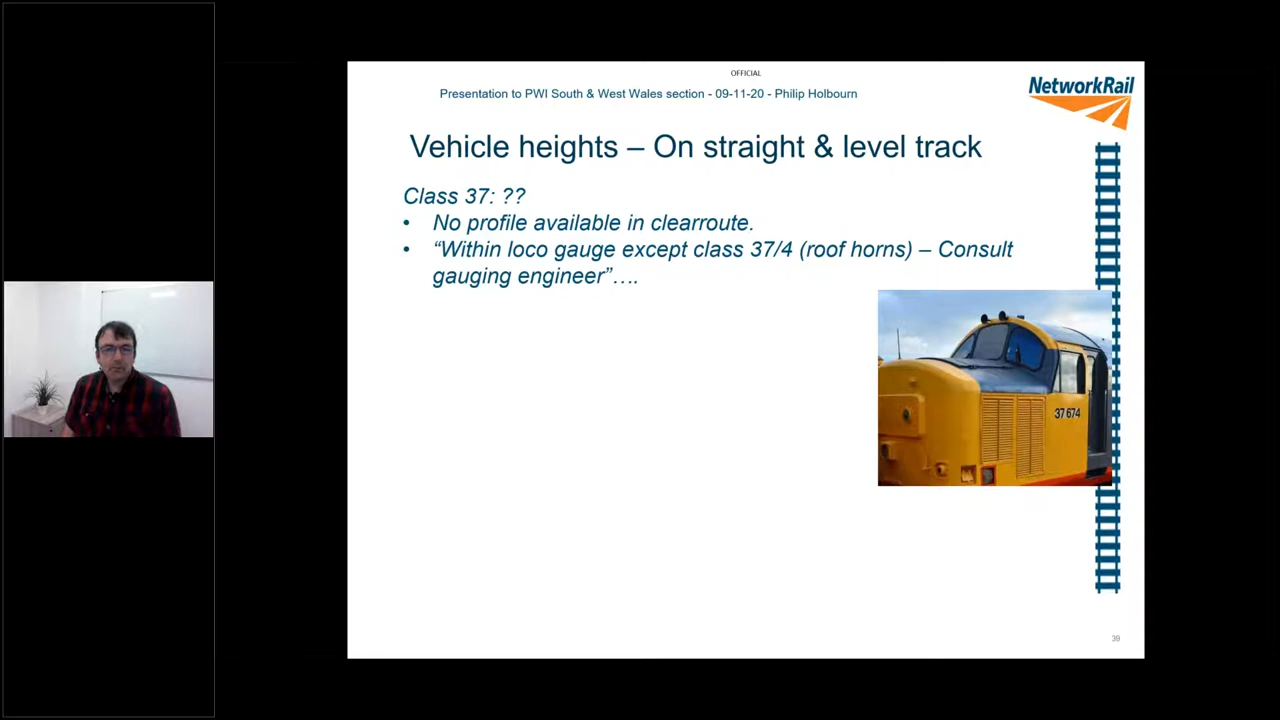 OFFICIAL
Presentation to PWI South & West Wales section - 09-11-20 - Philip Holbourn
NetworkRail
Vehicle heights – On straight & level track
Class 37: ??
• No profile available in clearroute.
• “Within loco gauge except class 37/4 (roof horns) – Consult
gauging engineer”….
37 674
39